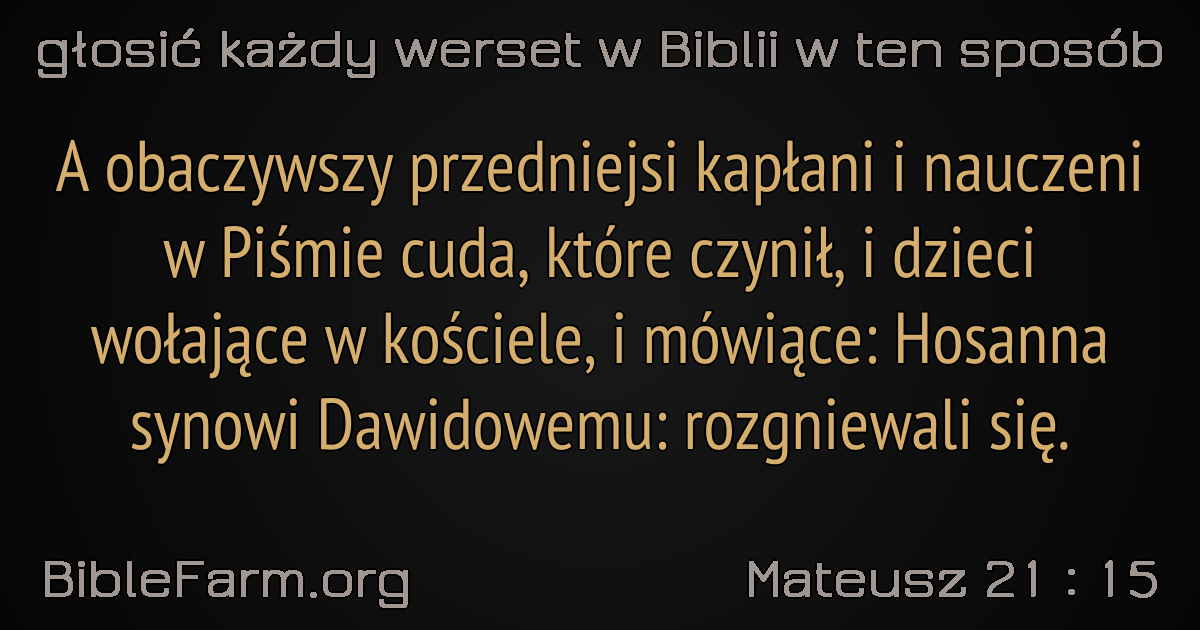 głosić każdy werset w Biblii w ten sposób
A obaczywszy przedniejsi kapłani i nauczeni
w Piśmie cuda, które czynił, i dzieci
wołające w kościele, i mówiące: Hosanna
synowi Dawidowemu: rozgniewali się.
BibleFarm.org
Mateusz 21 : 15